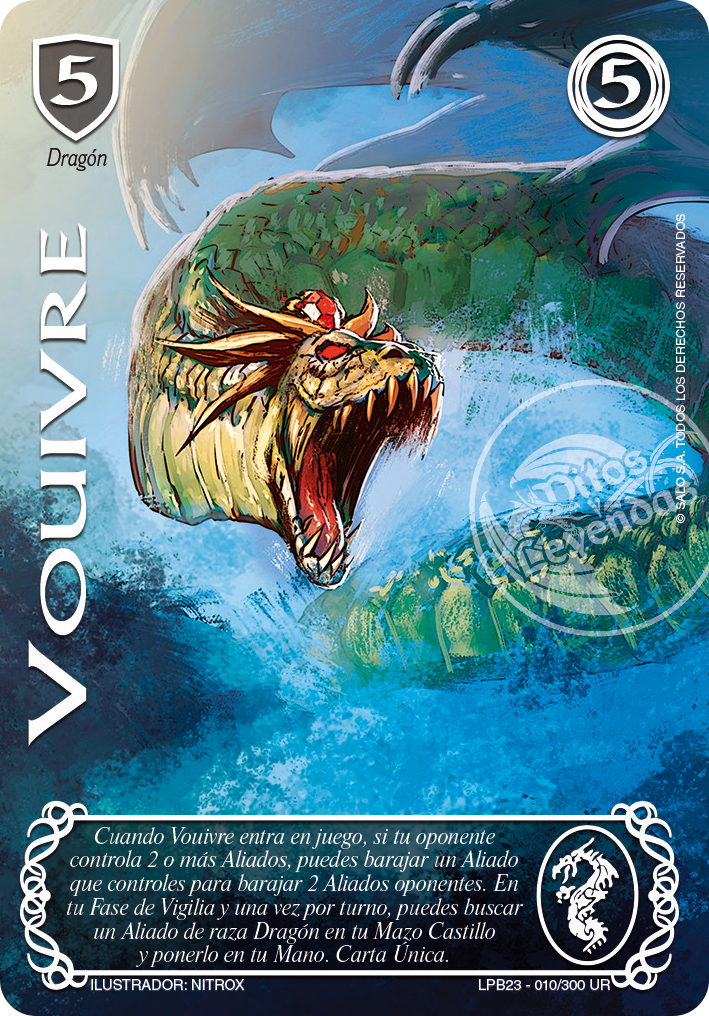 5
5
Dragón
VOUIVRE
© SALO S.A. TODOS LOS DERECHOS RESERVADOS
Mitos
y
Leyendas
Cuando Vouivre entra en juego, si tu oponente
controla 2 o más Aliados, puedes barajar un Aliado
que controles para barajar 2 Aliados oponentes. En
tu Fase de Vigilia y una vez por turno, puedes buscar
un Aliado de raza Dragón en tu Mazo Castillo
y ponerlo en tu Mano. Carta Única.
ILUSTRADOR: NITROX
LPB23 - 010/300 UR